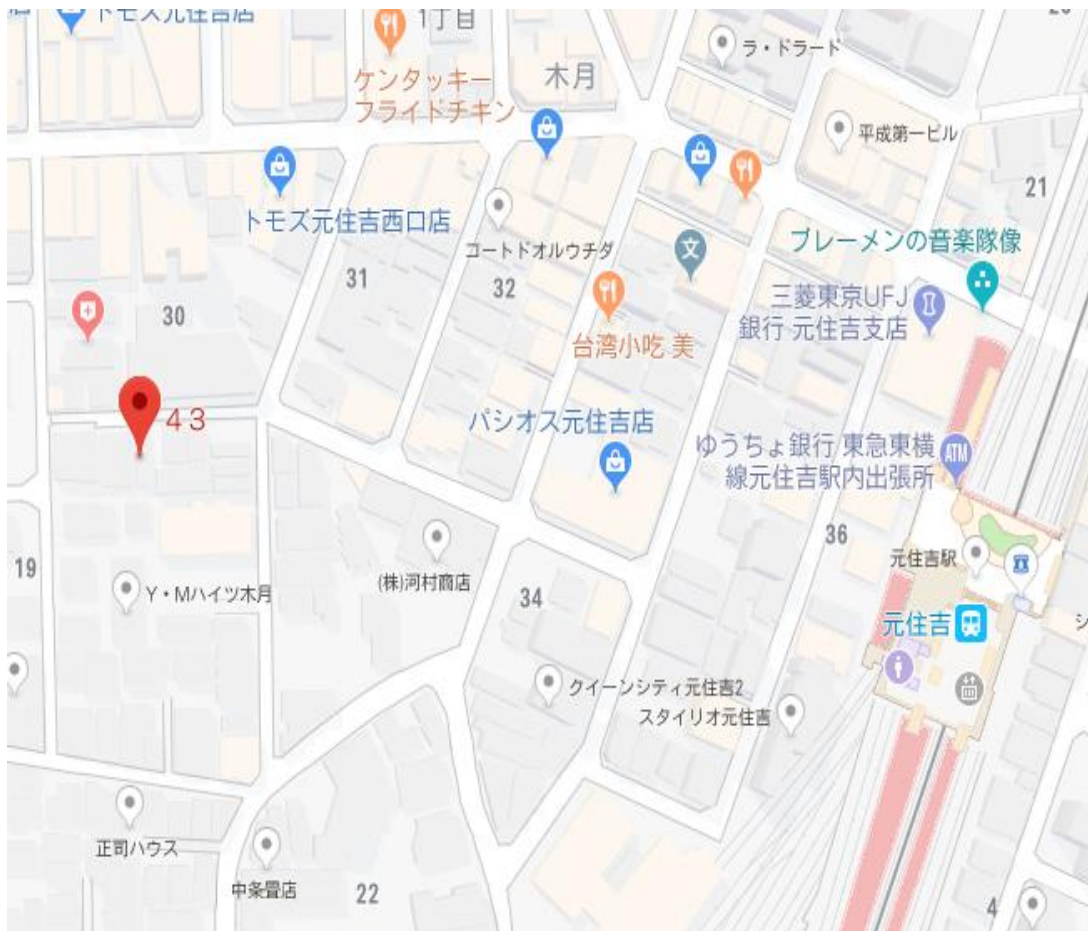 トモズ元住吉店
1丁目
ケンタッキー
フライドチキン
木月
ラ・ドラード
平成第一ビル
21
トモズ元住吉西口店
コートドオルウチダ
ブレーメンの音楽隊像
31
32
文
三菱東京UFJ
銀行 元住吉支店
30
台湾小吃 美
43
パシオス元住吉店
ゆうちょ銀行 東急東横
線元住吉駅内出張所
ATM
36
元住吉駅
19
Y・Mハイツ木月
(株)河村商店
34
元住吉
クイーンシティ元住吉2
スタイリオ元住吉
正司ハウス
中条畳店
22
4